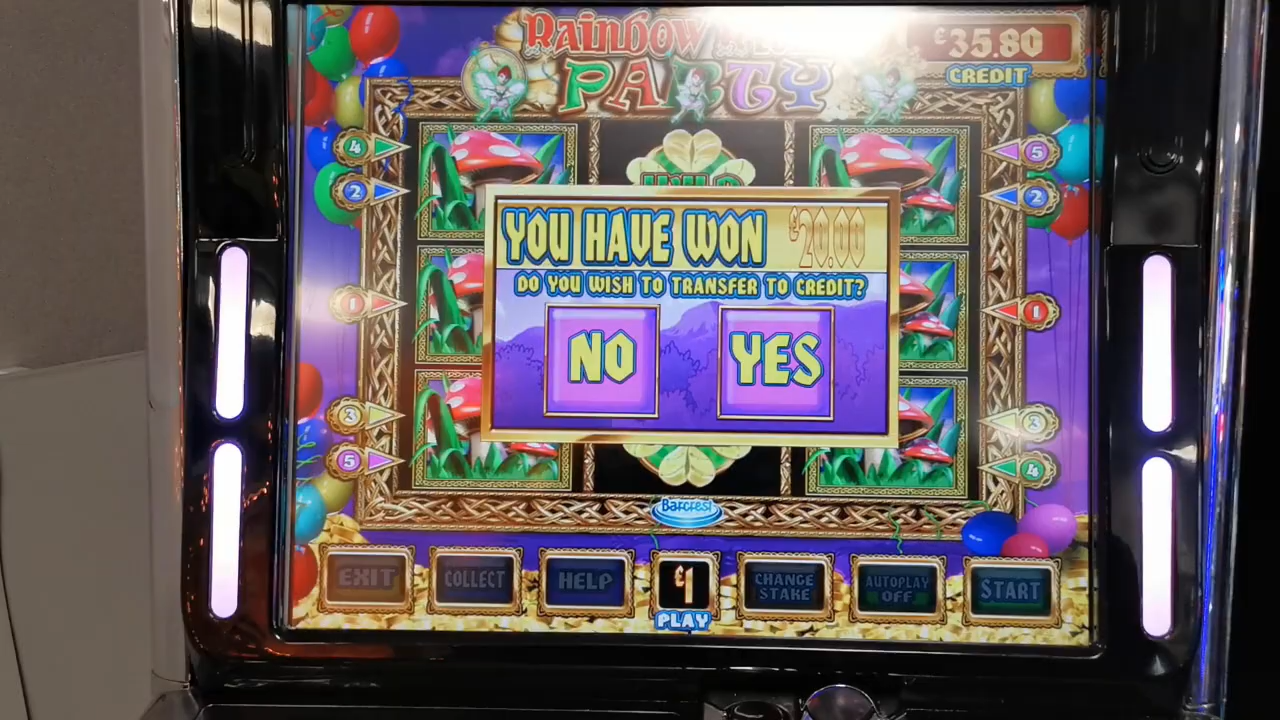 RAINBOW
PARTY
£35.80
CREDIT
4
5
2
2
WILD
YOU HAVE WON £20.00
DO YOU WISH TO TRANSFER TO CREDIT?
1
1
NO
YES
3
3
5
4
Barcrest
EXIT
COLLECT
HELP
£1
PLAY
CHANGE
STAKE
AUTOPLAY
OFF
START